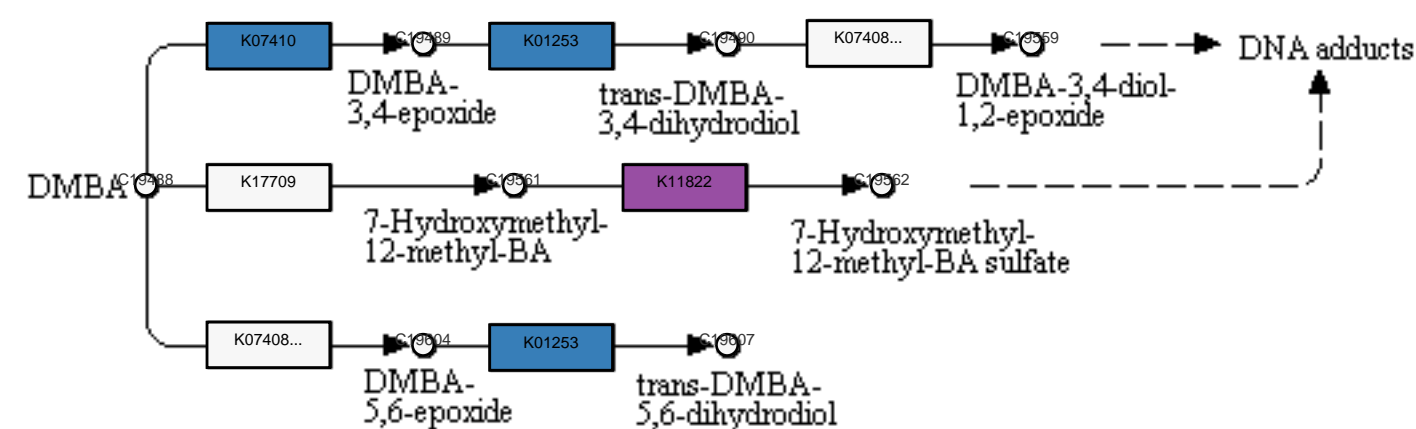 K07410
C19489
K01253
C19490
K07408...
C19559
DNA adducts
DMBA-
3,4-epoxide
trans-DMBA-
3,4-dihydrodiol
DMBA-3,4-diol-
1,2-epoxide
DMBA
C19488
K17709
C19561
K11822
C19562
7-Hydroxymethyl-
12-methyl-BA
7-Hydroxymethyl-
12-methyl-BA sulfate
K07408...
C19604
K01253
C19607
DMBA-
5,6-epoxide
trans-DMBA-
5,6-dihydrodiol